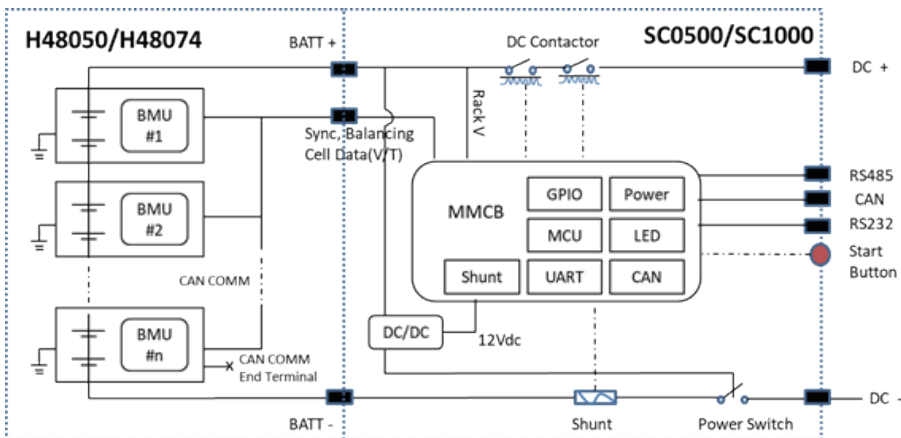 H48050/H48074
BATT +
DC Contactor
SC0500/SC1000
DC +
BMU
#1
Sync, Balancing
Cell Data(V/T)
Rack V
BMU
#2
MMCB
GPIO
Power
MCU
LED
Shunt
UART
CAN
RS485
CAN
RS232
Start
Button
CAN COMM
BMU
#n
CAN COMM
End Terminal
DC/DC
12Vdc
BATT -
Shunt
Power Switch
DC -